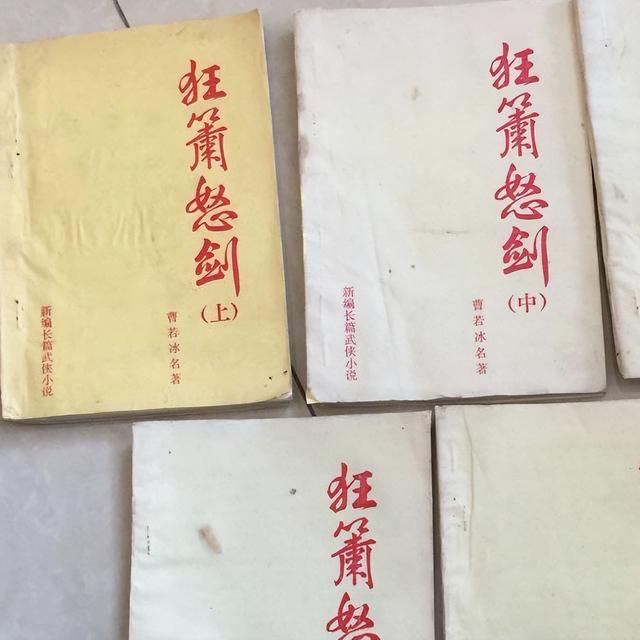 狂箫怒剑
（上）
曹若冰名著
新编长篇武侠小说
狂箫怒剑
（中）
曹若冰名著
新编长篇武侠小说
狂箫怒